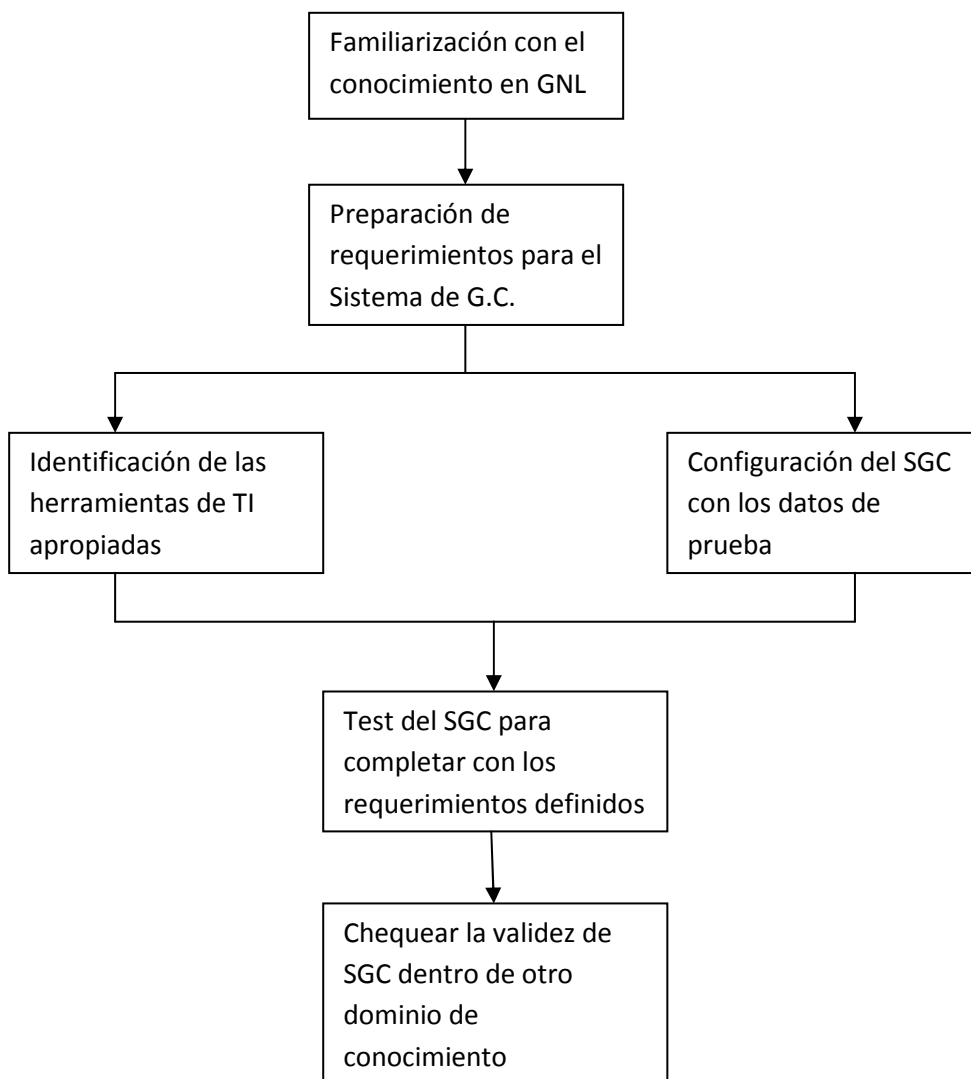 Familiarización con el
conocimiento en GNL
Preparación de
requerimientos para el
Sistema de G.C.
Identificación de las
herramientas de TI
apropiadas
Configuración del SGC
con los datos de
prueba
Test del SGC para
completar con los
requerimientos definidos
Chequear la validez de
SGC dentro de otro
dominio de
conocimiento